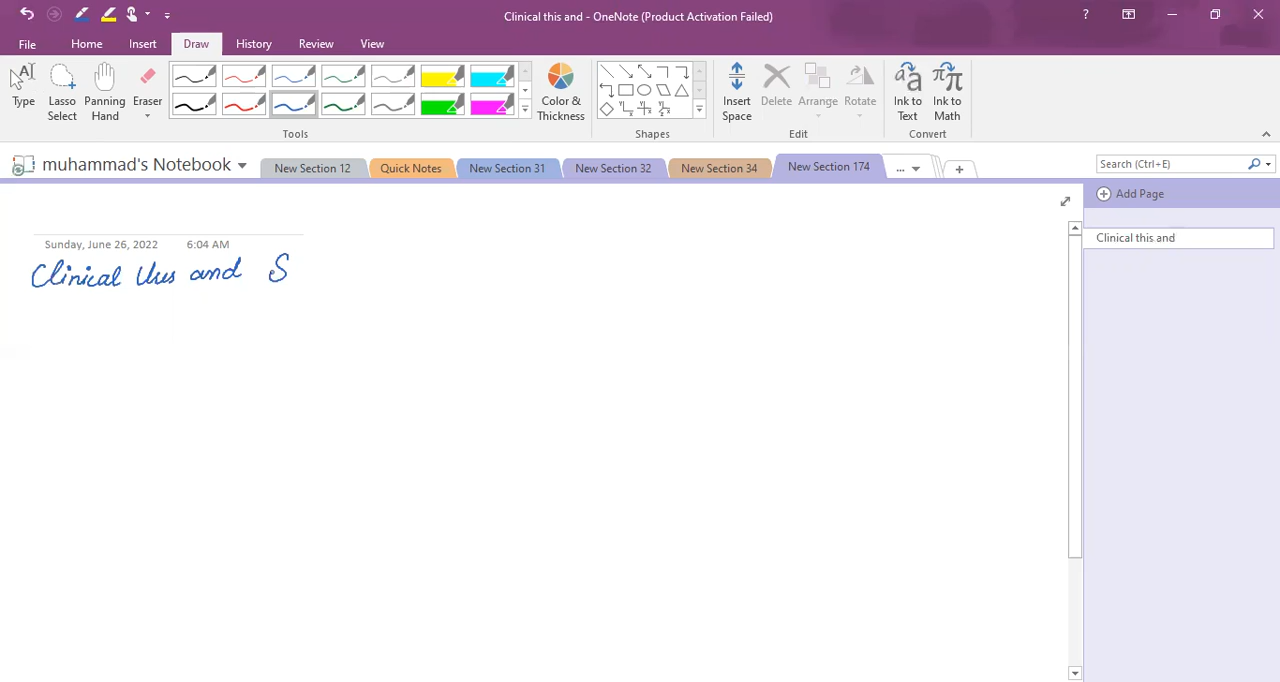 Clinical this and - OneNote (Product Activation Failed)
?
File Home Insert Draw History Review View
Type
Lasso Select
Panning Hand
Eraser
Color & Thickness
Insert Space
Delete
Arrange
Rotate
Ink to Text
Ink to Math
Tools
Shapes
Edit
Convert
muhammad's Notebook New Section 12 Quick Notes New Section 31 New Section 32 New Section 34 New Section 174 ... + Search (Ctrl+E)
Add Page
Clinical this and
Sunday, June 26, 2022 6:04 AM
Clinical Uses and S